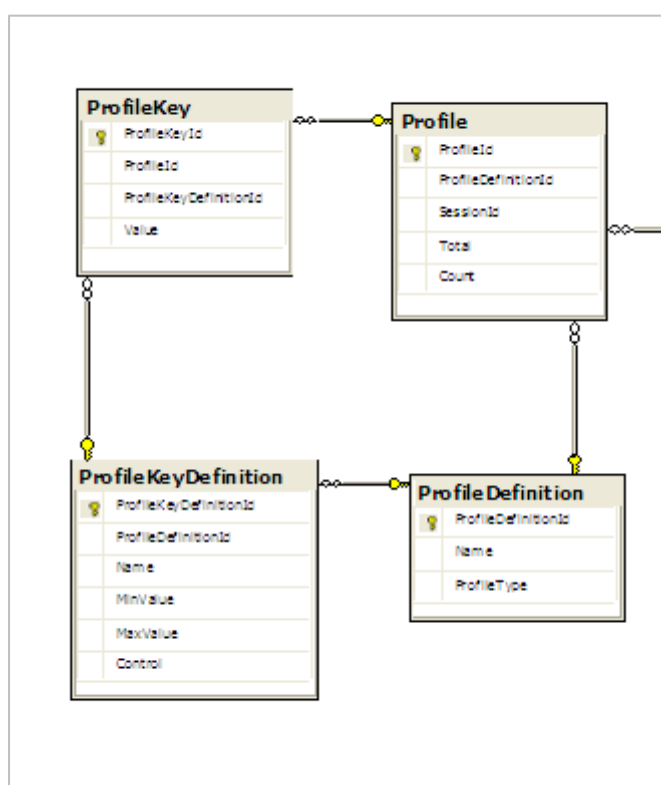 ProfileKey
ProfileKeyId
ProfileId
ProfileKeyDefinitionId
Value
Profile
ProfileId
ProfileDefinitionId
SessionId
Total
Court
ProfileKeyDefinition
ProfileKeyDefinitionId
ProfileDefinitionId
Name
MinValue
MaxValue
Control
ProfileDefinition
ProfileDefinitionId
Name
ProfileType